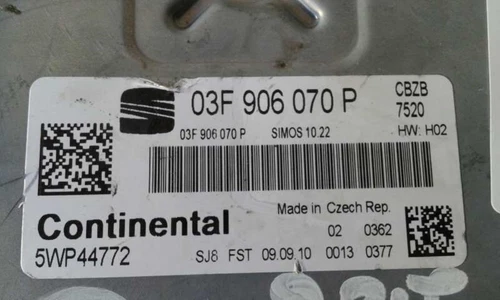 03F 906 070 P CBZB
7520
03F 906 070 P SIMOS 10.22 HW: H02
Continental Made in Czech Rep.
02 0362
5WP44772 SJ8 FST 09.09.10 0013 0377